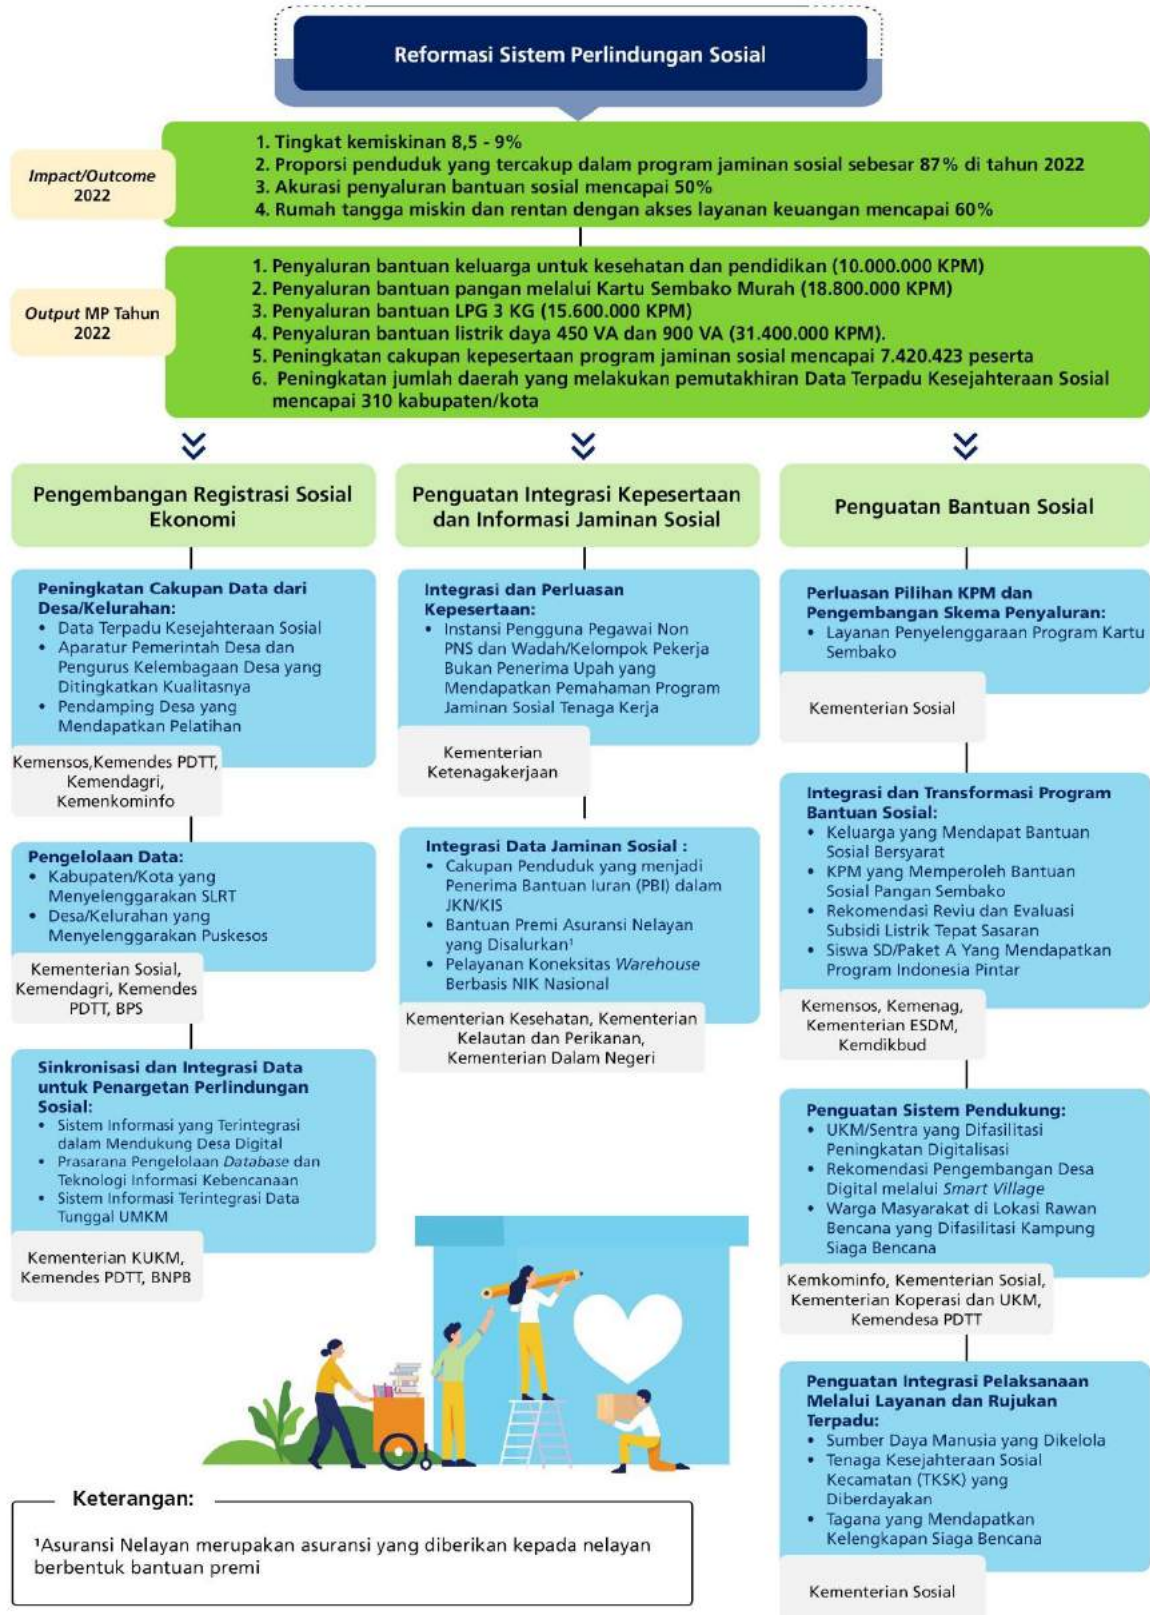 Reformasi Sistem Perlindungan Sosial
Impact/Outcome
2022
1. Tingkat kemiskinan 8,5 - 9%
2. Proporsi penduduk yang tercakup dalam program jaminan sosial sebesar 87% di tahun 2022
3. Akurasi penyaluran bantuan sosial mencapai 50%
4. Rumah tangga miskin dan rentan dengan akses layanan keuangan mencapai 60%
Output MP Tahun
2022
1. Penyaluran bantuan keluarga untuk kesehatan dan pendidikan (10.000.000 KPM)
2. Penyaluran bantuan pangan melalui Kartu Sembako Murah (18.800.000 KPM)
3. Penyaluran bantuan LPG 3 KG (15.600.000 KPM)
4. Penyaluran bantuan listrik daya 450 VA dan 900 VA (31.400.000 KPM).
5. Peningkatan cakupan kepesertaan program jaminan sosial mencapai 7.420.423 peserta
6. Peningkatan jumlah daerah yang melakukan pemutakhiran Data Terpadu Kesejahteraan Sosial
mencapai 310 kabupaten/kota
Pengembangan Registrasi Sosial
Ekonomi
Peningkatan Cakupan Data dari
Desa/Kelurahan:
• Data Terpadu Kesejahteraan Sosial
• Aparatur Pemerintah Desa dan
Pengurus Kelembagaan Desa yang
Ditingkatkan Kualitasnya
• Pendamping Desa yang
Mendapatkan Pelatihan
Kemensos,Kemendes PDTT,
Kemendagri,
Kemenkominfo
Pengelolaan Data:
• Kabupaten/Kota yang
Menyelenggarakan SLRT
• Desa/Kelurahan yang
Menyelenggarakan Puskesos
Kementerian Sosial,
Kemendagri, Kemendes
PDTT, BPS
Sinkronisasi dan Integrasi Data
untuk Penargetan Perlindungan
Sosial:
• Sistem Informasi yang Terintegrasi
dalam Mendukung Desa Digital
• Prasarana Pengelolaan Database dan
Teknologi Informasi Kebencanaan
• Sistem Informasi Terintegrasi Data
Tunggal UMKM
Kementerian KUKM,
Kemendes PDTT, BNPB
Penguatan Integrasi Kepesertaan
dan Informasi Jaminan Sosial
Integrasi dan Perluasan
Kepesertaan:
• Instansi Pengguna Pegawai Non
PNS dan Wadah/Kelompok Pekerja
Bukan Penerima Upah yang
Mendapatkan Pemahaman Program
Jaminan Sosial Tenaga Kerja
Kementerian
Ketenagakerjaan
Integrasi Data Jaminan Sosial :
• Cakupan Penduduk yang menjadi
Penerima Bantuan Iuran (PBI) dalam
JKN/KIS
• Bantuan Premi Asuransi Nelayan
yang Disalurkan¹
• Pelayanan Koneksitas Warehouse
Berbasis NIK Nasional
Kementerian Kesehatan, Kementerian
Kelautan dan Perikanan,
Kementerian Dalam Negeri
Penguatan Bantuan Sosial
Perluasan Pilihan KPM dan
Pengembangan Skema Penyaluran:
• Layanan Penyelenggaraan Program Kartu
Sembako
Kementerian Sosial
Integrasi dan Transformasi Program
Bantuan Sosial:
• Keluarga yang Mendapat Bantuan
Sosial Bersyarat
• KPM yang Memperoleh Bantuan
Sosial Pangan Sembako
• Rekomendasi Reviu dan Evaluasi
Subsidi Listrik Tepat Sasaran
• Siswa SD/Paket A Yang Mendapatkan
Program Indonesia Pintar
Kemensos, Kemenag,
Kementerian ESDM,
Kemdikbud
Penguatan Sistem Pendukung:
• UKM/Sentra yang Difasilitasi
Peningkatan Digitalisasi
• Rekomendasi Pengembangan Desa
Digital melalui Smart Village
• Warga Masyarakat di Lokasi Rawan
Bencana yang Difasilitasi Kampung
Siaga Bencana
Kemkominfo, Kementerian Sosial,
Kementerian Koperasi dan UKM,
Kemendesa PDTT
Penguatan Integrasi Pelaksanaan
Melalui Layanan dan Rujukan
Terpadu:
• Sumber Daya Manusia yang Dikelola
• Tenaga Kesejahteraan Sosial
Kecamatan (TKSK) yang
Diberdayakan
• Tagana yang Mendapatkan
Kelengkapan Siaga Bencana
Kementerian Sosial
Keterangan:
¹Asuransi Nelayan merupakan asuransi yang diberikan kepada nelayan
berbentuk bantuan premi